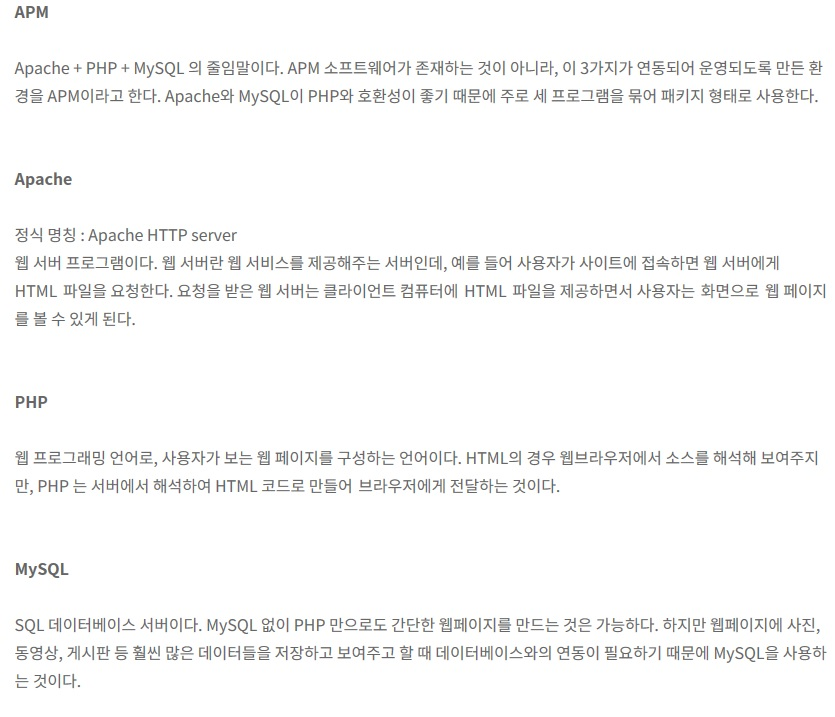 APM
Apache + PHP + MySQL 의 줄임말이다. APM 소프트웨어가 존재하는 것이 아니라, 이 3가지가 연동되어 운영되도록 만든 환
경을 APM이라고 한다. Apache와 MySQL이 PHP와 호환성이 좋기 때문에 주로 세 프로그램을 묶어 패키지 형태로 사용한다.
Apache
정식 명칭 : Apache HTTP server
웹 서버 프로그램이다. 웹 서버란 웹 서비스를 제공해주는 서버인데, 예를 들어 사용자가 사이트에 접속하면 웹 서버에게
HTML 파일을 요청한다. 요청을 받은 웹 서버는 클라이언트 컴퓨터에 HTML 파일을 제공하면서 사용자는 화면으로 웹 페이지
를 볼 수 있게 된다.
PHP
웹 프로그래밍 언어로, 사용자가 보는 웹 페이지를 구성하는 언어이다. HTML의 경우 웹브라우저에서 소스를 해석해 보여주지
만, PHP 는 서버에서 해석하여 HTML 코드로 만들어 브라우저에게 전달하는 것이다.
MySQL
SQL 데이터베이스 서버이다. MySQL 없이 PHP 만으로도 간단한 웹페이지를 만드는 것은 가능하다. 하지만 웹페이지에 사진,
동영상, 게시판 등 훨씬 많은 데이터들을 저장하고 보여주고 할 때 데이터베이스와의 연동이 필요하기 때문에 MySQL을 사용하
는 것이다.